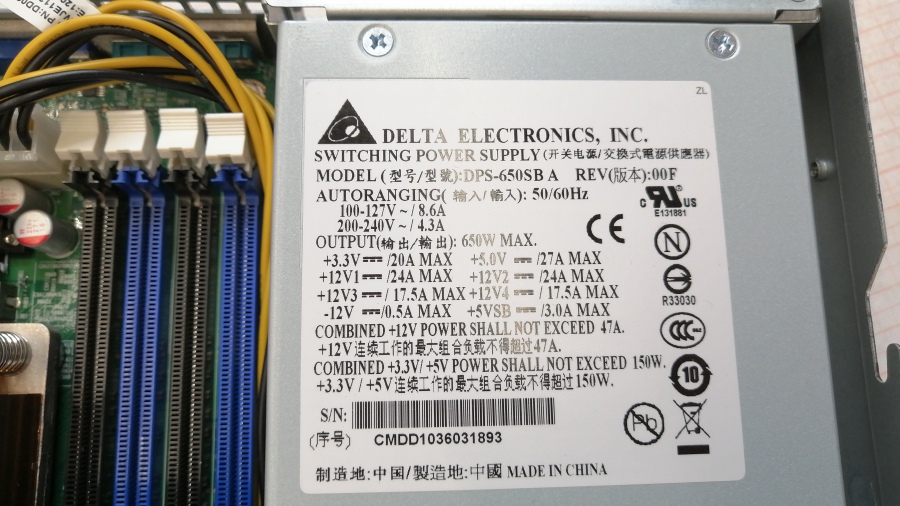 ZL
DELTA ELECTRONICS, INC.
SWITCHING POWER SUPPLY(开关电源/交換式電源供應器)
MODEL (型号/型號):DPS-650SB A REV(版本):00F
AUTORANGING( 输入/輸入): 50/60Hz
100-127V ~ / 8.6A
200-240V ~ / 4.3A
OUTPUT(输出/輸出): 650W MAX.
+3.3V /20A MAX +5.0V /27A MAX
+12V1 /24A MAX +12V2 /24A MAX
+12V3 / 17.5A MAX +12V4 / 17.5A MAX
-12V /0.5A MAX +5VSB /3.0A MAX
COMBINED +12V POWER SHALL NOT EXCEED 47A.
+12V连续工作的最大组合负载不得超过47A.
COMBINED +3.3V/ +5V POWER SHALL NOT EXCEED 150W.
+3.3V / +5V连续工作的最大组合负载不得超过150W.
S/N:
(序号) CMDD1036031893
制造地:中国/製造地:中國 MADE IN CHINA
c RU US
E131881
CE
N
R33030
CCC
10
Pb